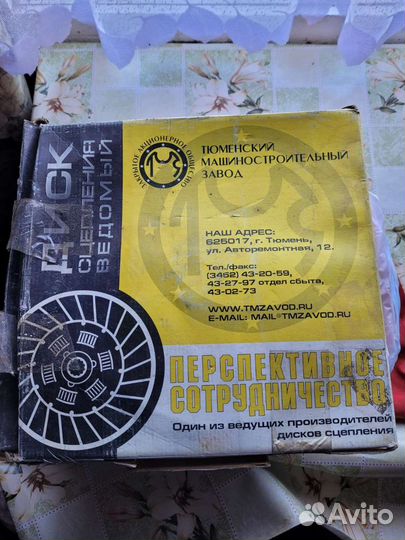 ДИСК
СЦЕПЛЕНИЯ
ВЕДОМЫЙ
ЗАКРЫТОЕ АКЦИОНЕРНОЕ ОБЩЕСТВО
ТМЗ
ТЮМЕНСКИЙ
МАШИНОСТРОИТЕЛЬНЫЙ
ЗАВОД
НАШ АДРЕС:
625017, г. Тюмень,
ул. Авторемонтная, 12.
Тел./факс:
(3452) 43-20-59,
43-27-97 отдел сбыта,
43-02-73
WWW.TMZAVOD.RU
E-MAIL: MAIL@TMZAVOD.RU
ПЕРСПЕКТИВНОЕ
СОТРУДНИЧЕСТВО
Один из ведущих производителей
дисков сцепления
Avito